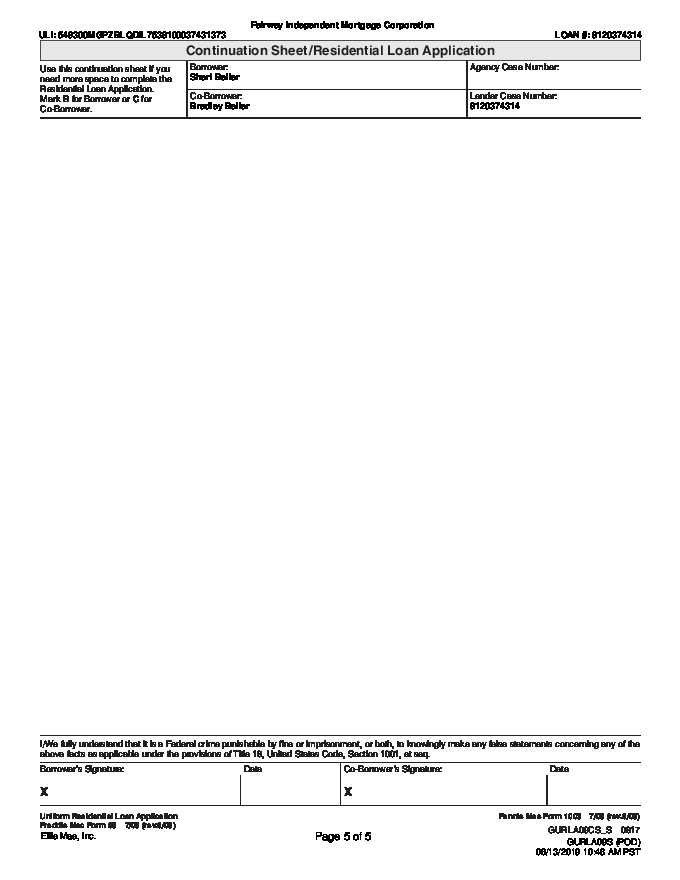 Fairway Independent Mortgage Corporation
ULI: 549300MGPZBLQDIL7538100037431373 LOAN #: 8120374314
Continuation Sheet/Residential Loan Application
Use this continuation sheet if you
need more space to complete the
Residential Loan Application.
Mark B for Borrower or C for
Co-Borrower.
Borrower:
Sheri Beller
Agency Case Number:
Co-Borrower:
Bradley Beller
Lender Case Number:
8120374314
I/We fully understand that it is a Federal crime punishable by fine or imprisonment, or both, to knowingly make any false statements concerning any of the
above facts as applicable under the provisions of Title 18, United States Code, Section 1001, et seq.
Borrower's Signature: Date Co-Borrower's Signature: Date
X X
Uniform Residential Loan Application
Freddie Mac Form 65 7/05 (rev.6/09)
Fannie Mae Form 1003 7/05 (rev.6/09)
Ellie Mae, Inc.
Page 5 of 5
GURLA09CS_S 0817
GURLA09S (POD)
06/13/2019 10:46 AM PST